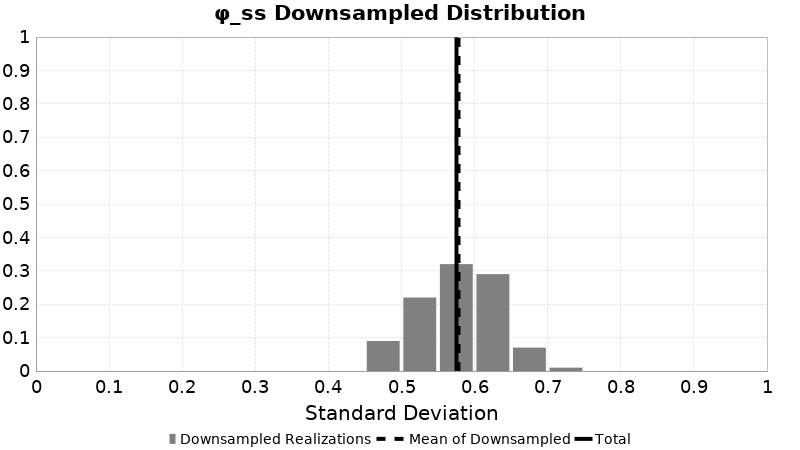 φ_ss Downsampled Distribution
1
0.9
0.8
0.7
0.6
0.5
0.4
0.3
0.2
0.1
0
0 0.1 0.2 0.3 0.4 0.5 0.6 0.7 0.8 0.9 1
Standard Deviation
Downsampled Realizations Mean of Downsampled Total